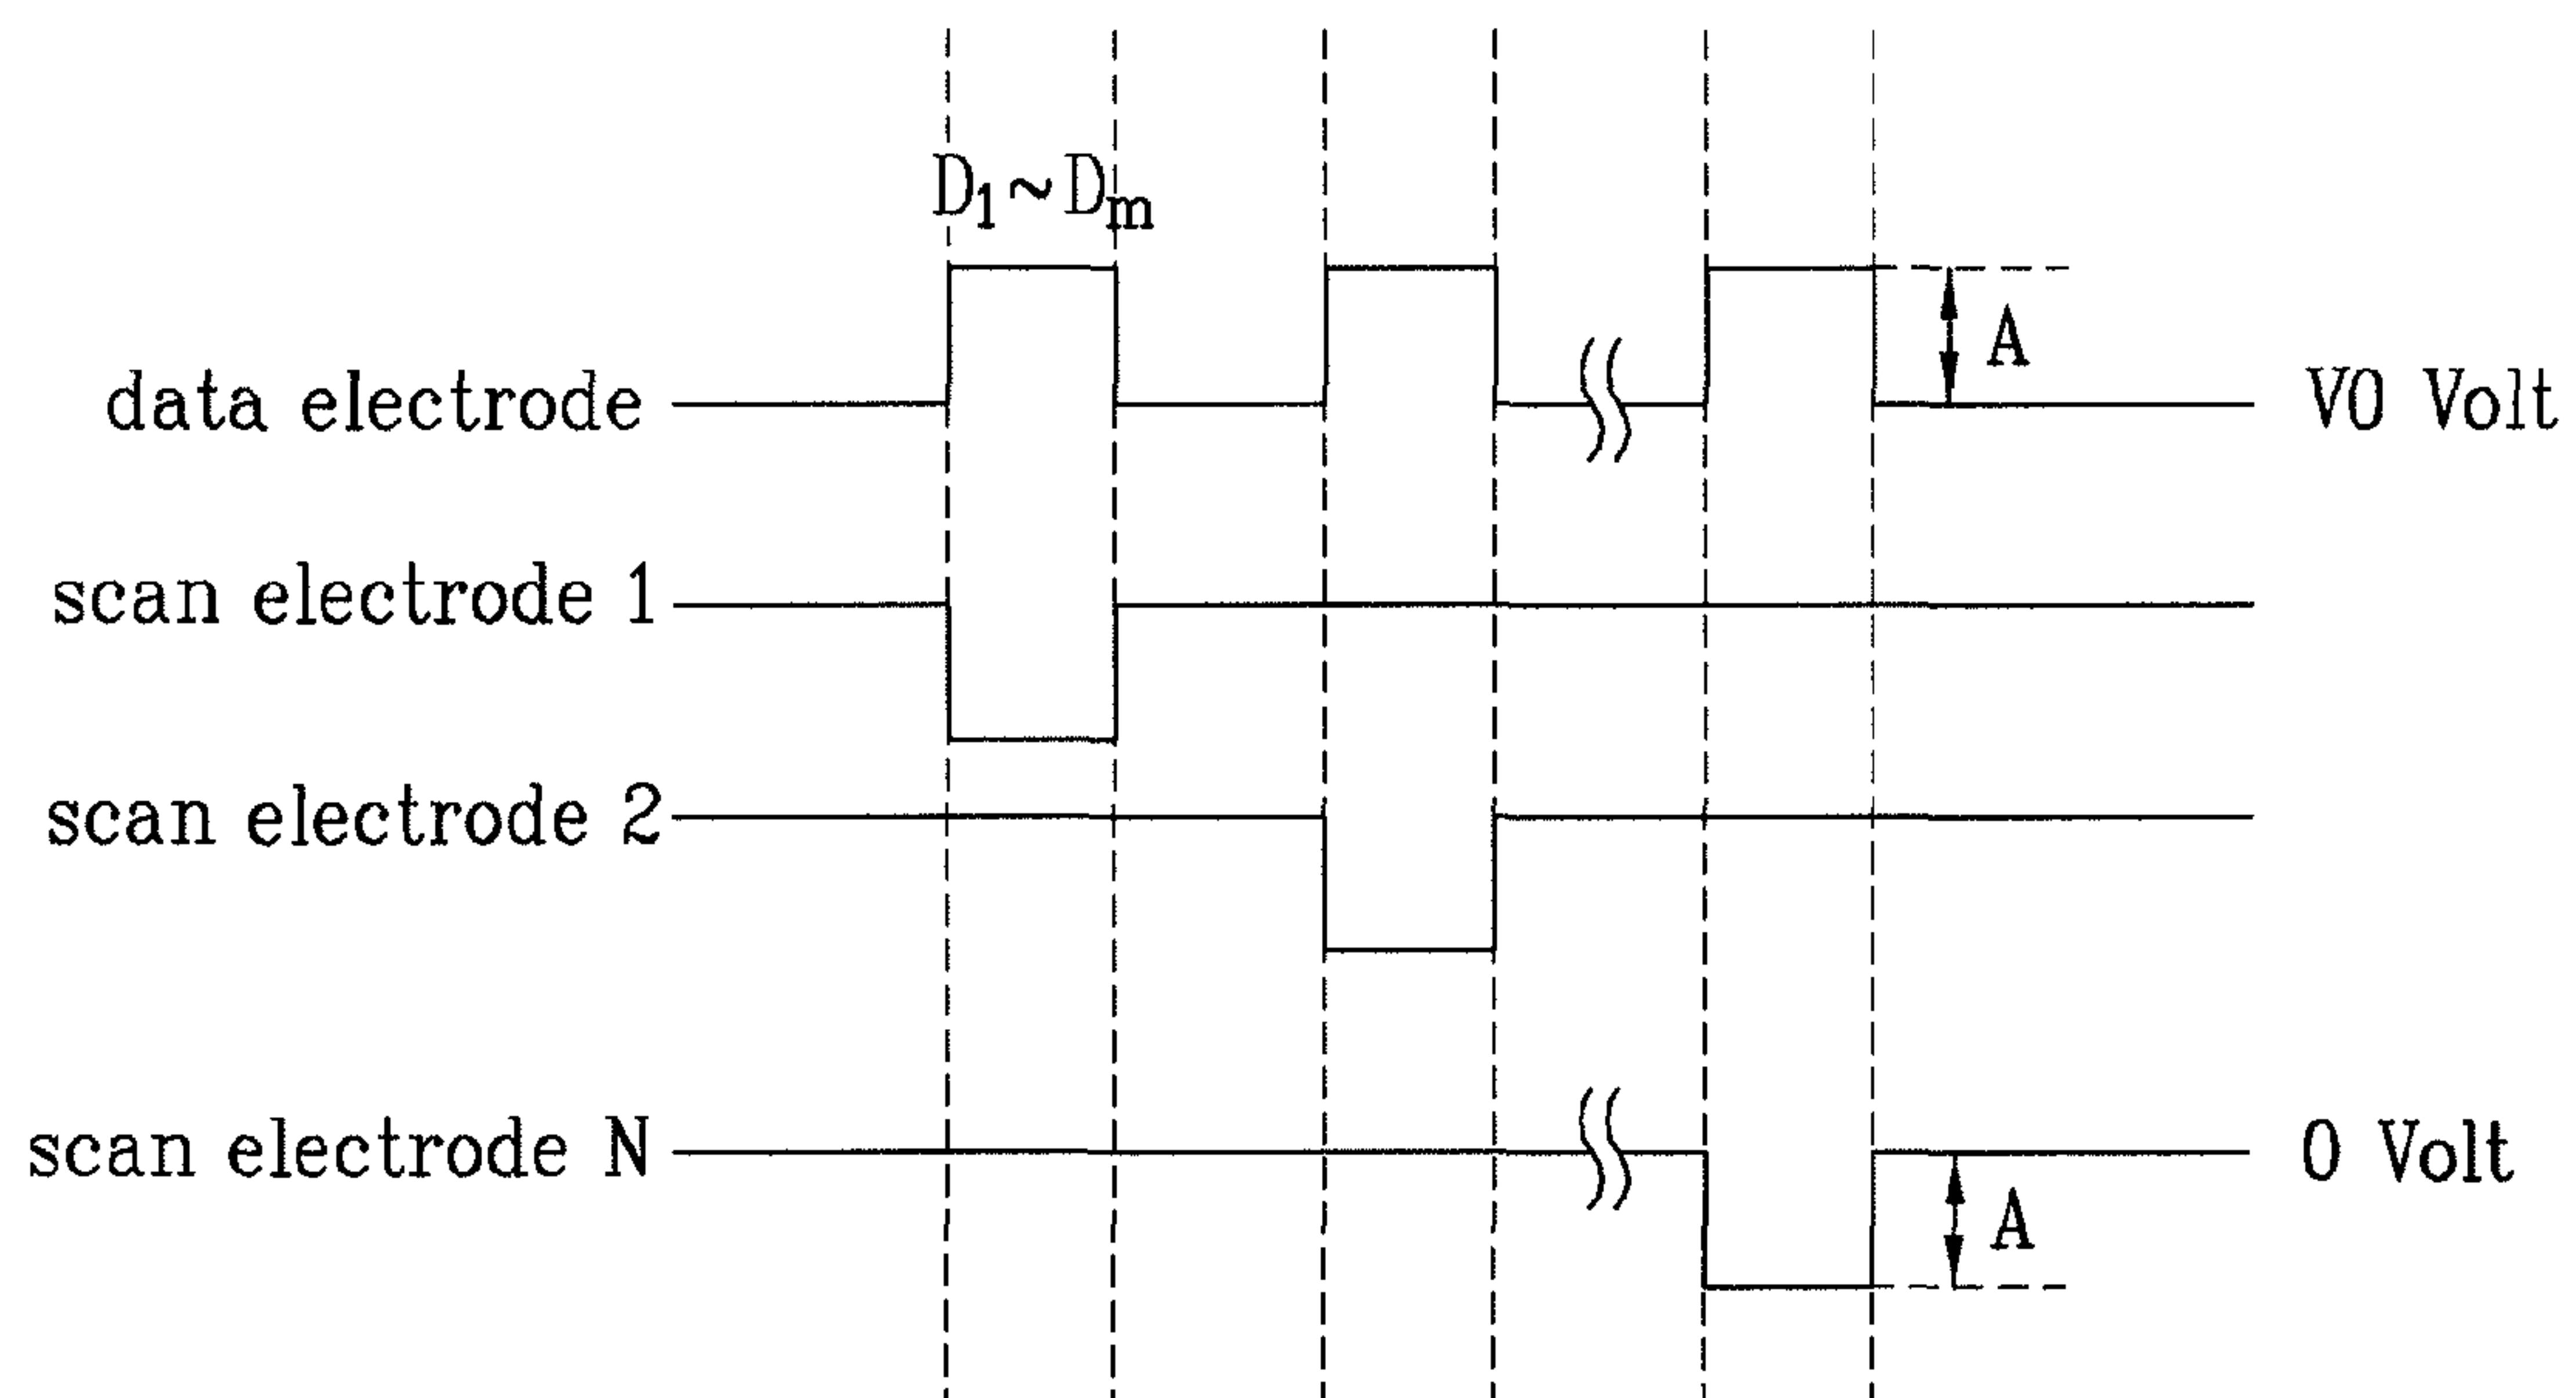 D₁~Dₘ
A
data electrode V0 Volt
scan electrode 1
scan electrode 2
scan electrode N 0 Volt
A